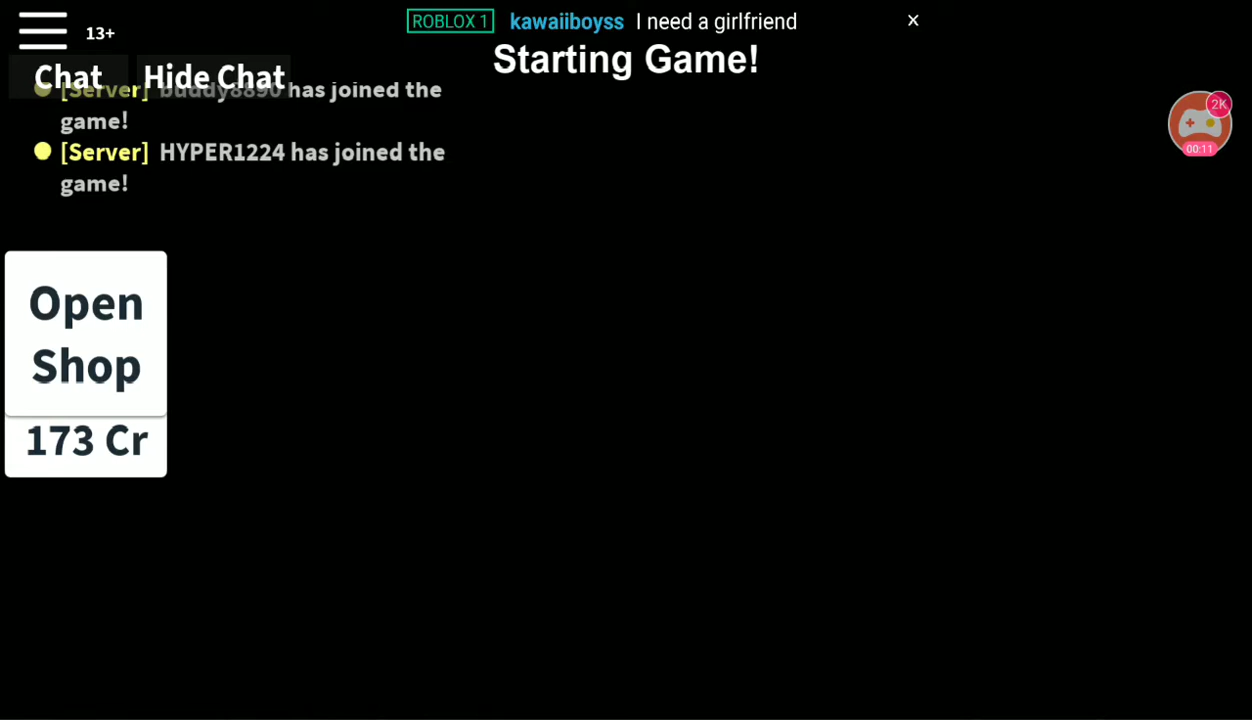 ROBLOX 1 kawaiiboyss I need a girlfriend ×
13+
Starting Game!
Chat Hide Chat
[Server] buddy8890 has joined the
game!
[Server] HYPER1224 has joined the
game!
2K
00:11
Open
Shop
173 Cr